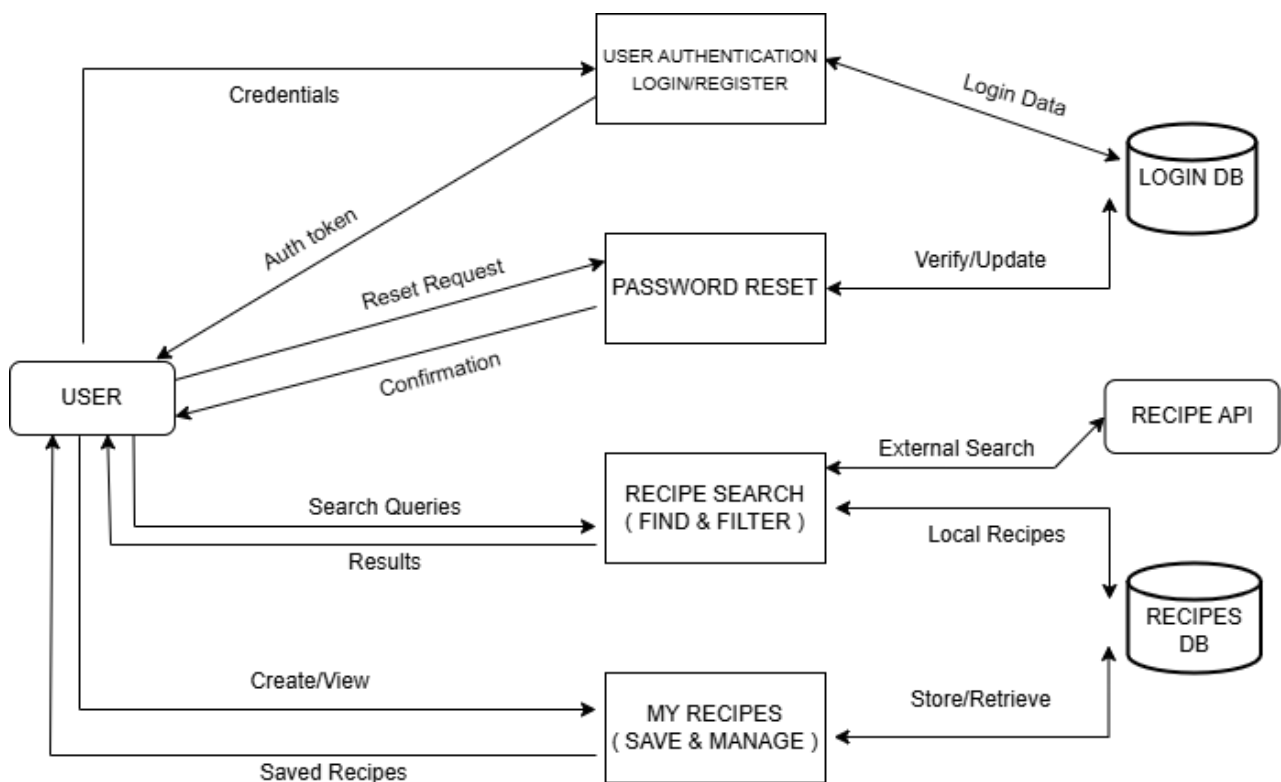 USER AUTHENTICATION
LOGIN/REGISTER
Credentials
Login Data
LOGIN DB
Auth token
Reset Request
PASSWORD RESET
Verify/Update
Confirmation
USER
RECIPE API
External Search
RECIPE SEARCH
( FIND & FILTER )
Search Queries
Results
Local Recipes
RECIPES
DB
Create/View
MY RECIPES
( SAVE & MANAGE )
Store/Retrieve
Saved Recipes